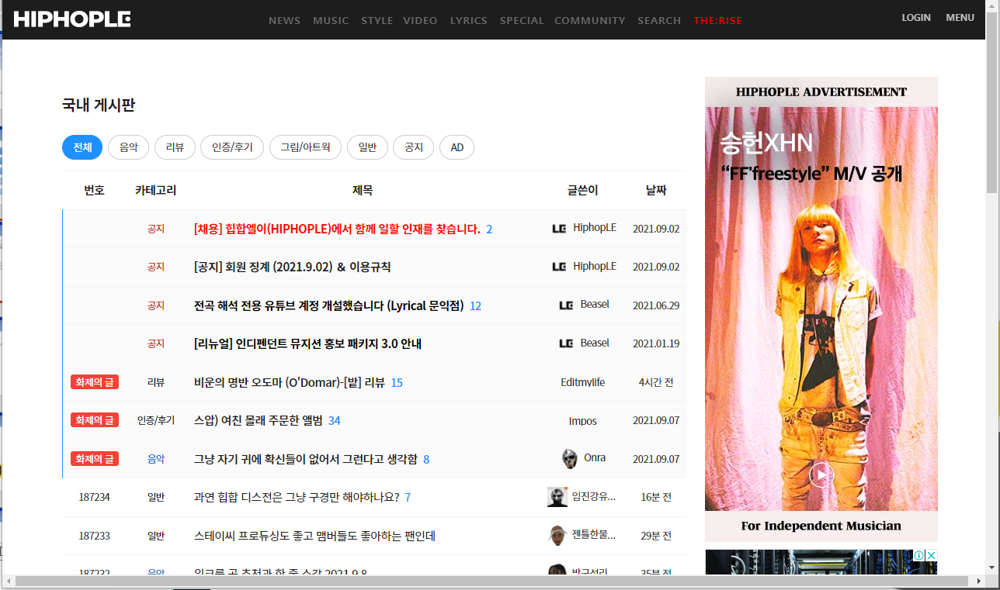 HIPHOPLE
NEWS MUSIC STYLE VIDEO LYRICS SPECIAL COMMUNITY SEARCH THE:RISE LOGIN MENU
국내 게시판
전체 음악 리뷰 인증/후기 그림/아트웍 일반 공지 AD
번호 카테고리 제목 글쓴이 날짜
공지 [채용] 힙합엘이(HIPHOPLE)에서 함께 일할 인재를 찾습니다. 2 HiphopLE 2021.09.02
공지 [공지] 회원 징계 (2021.9.02) & 이용규칙 HiphopLE 2021.09.02
공지 전곡 해석 전용 유튜브 계정 개설했습니다 (Lyrical 문익점) 12 Beasel 2021.06.29
공지 [리뉴얼] 인디펜던트 뮤지션 홍보 패키지 3.0 안내 Beasel 2021.01.19
화제의 글 리뷰 비운의 명반 오도마 (O'Domar)-[밭] 리뷰 15 Editmylife 4시간 전
화제의 글 인증/후기 스압) 여친 몰래 주문한 앨범 34 Impos 2021.09.07
화제의 글 음악 그냥 자기 귀에 확신들이 없어서 그런다고 생각함 8 Onra 2021.09.07
187234 일반 과연 힙합 디스전은 그냥 구경만 해야하나요? 7 임진강유... 16분 전
187233 일반 스테이씨 프로듀싱도 좋고 맴버들도 좋아하는 팬인데 젠틀한물... 29분 전
187232 음악 2021.9.8 35분 전
HIPHOPLE ADVERTISEMENT
승헌XHN
“FF'freestyle” M/V 공개
For Independent Musician